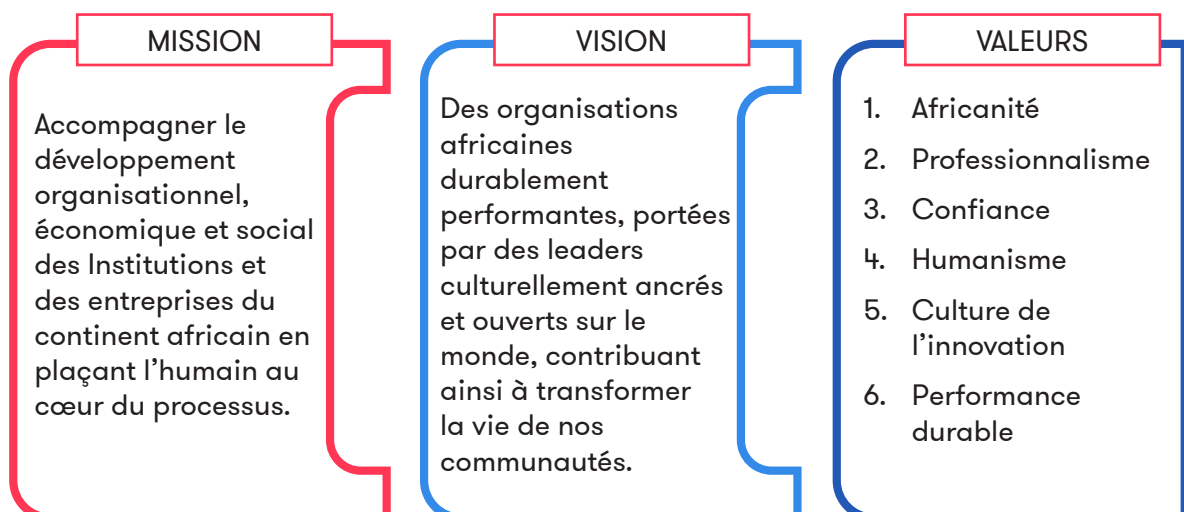 MISSION
Accompagner le
développement
organisationnel,
économique et social
des Institutions et
des entreprises du
continent africain en
plaçant l’humain au
cœur du processus.
VISION
Des organisations
africaines
durablement
performantes, portées
par des leaders
culturellement ancrés
et ouverts sur le
monde, contribuant
ainsi à transformer
la vie de nos
communautés.
VALEURS
1. Africanité
2. Professionnalisme
3. Confiance
4. Humanisme
5. Culture de
l’innovation
6. Performance
durable